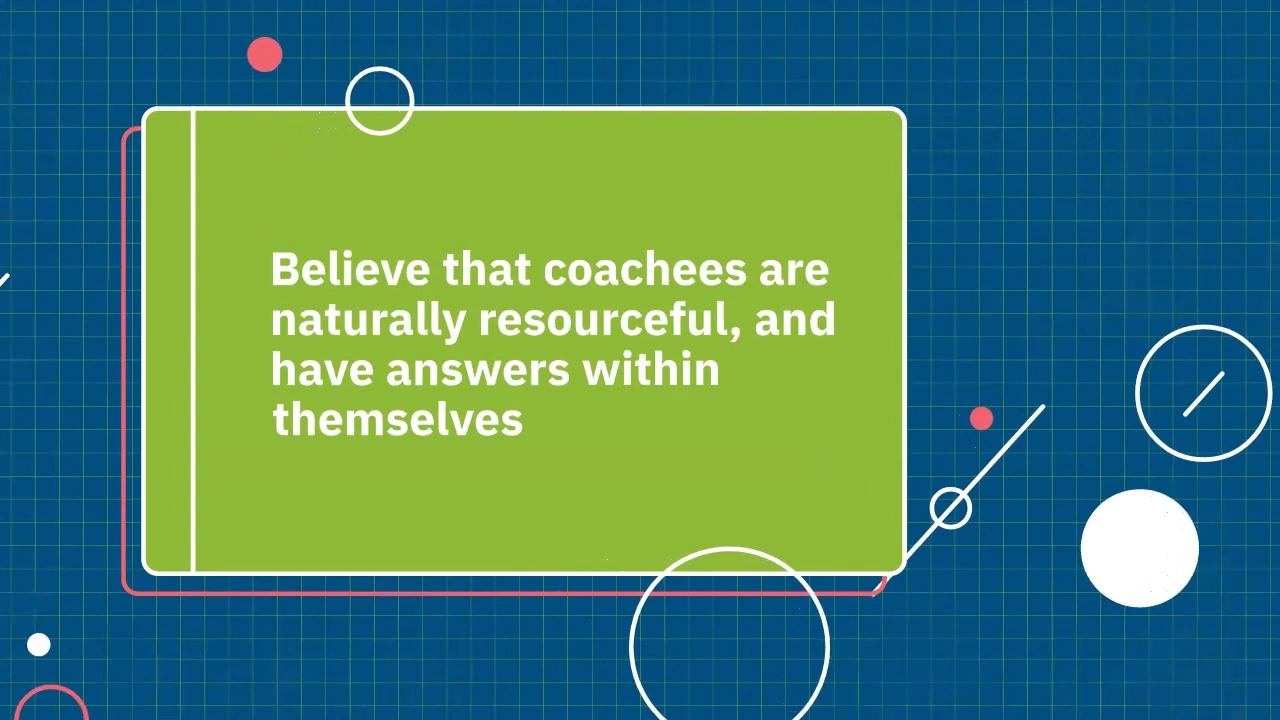 Believe that coachees are
naturally resourceful, and
have answers within
themselves